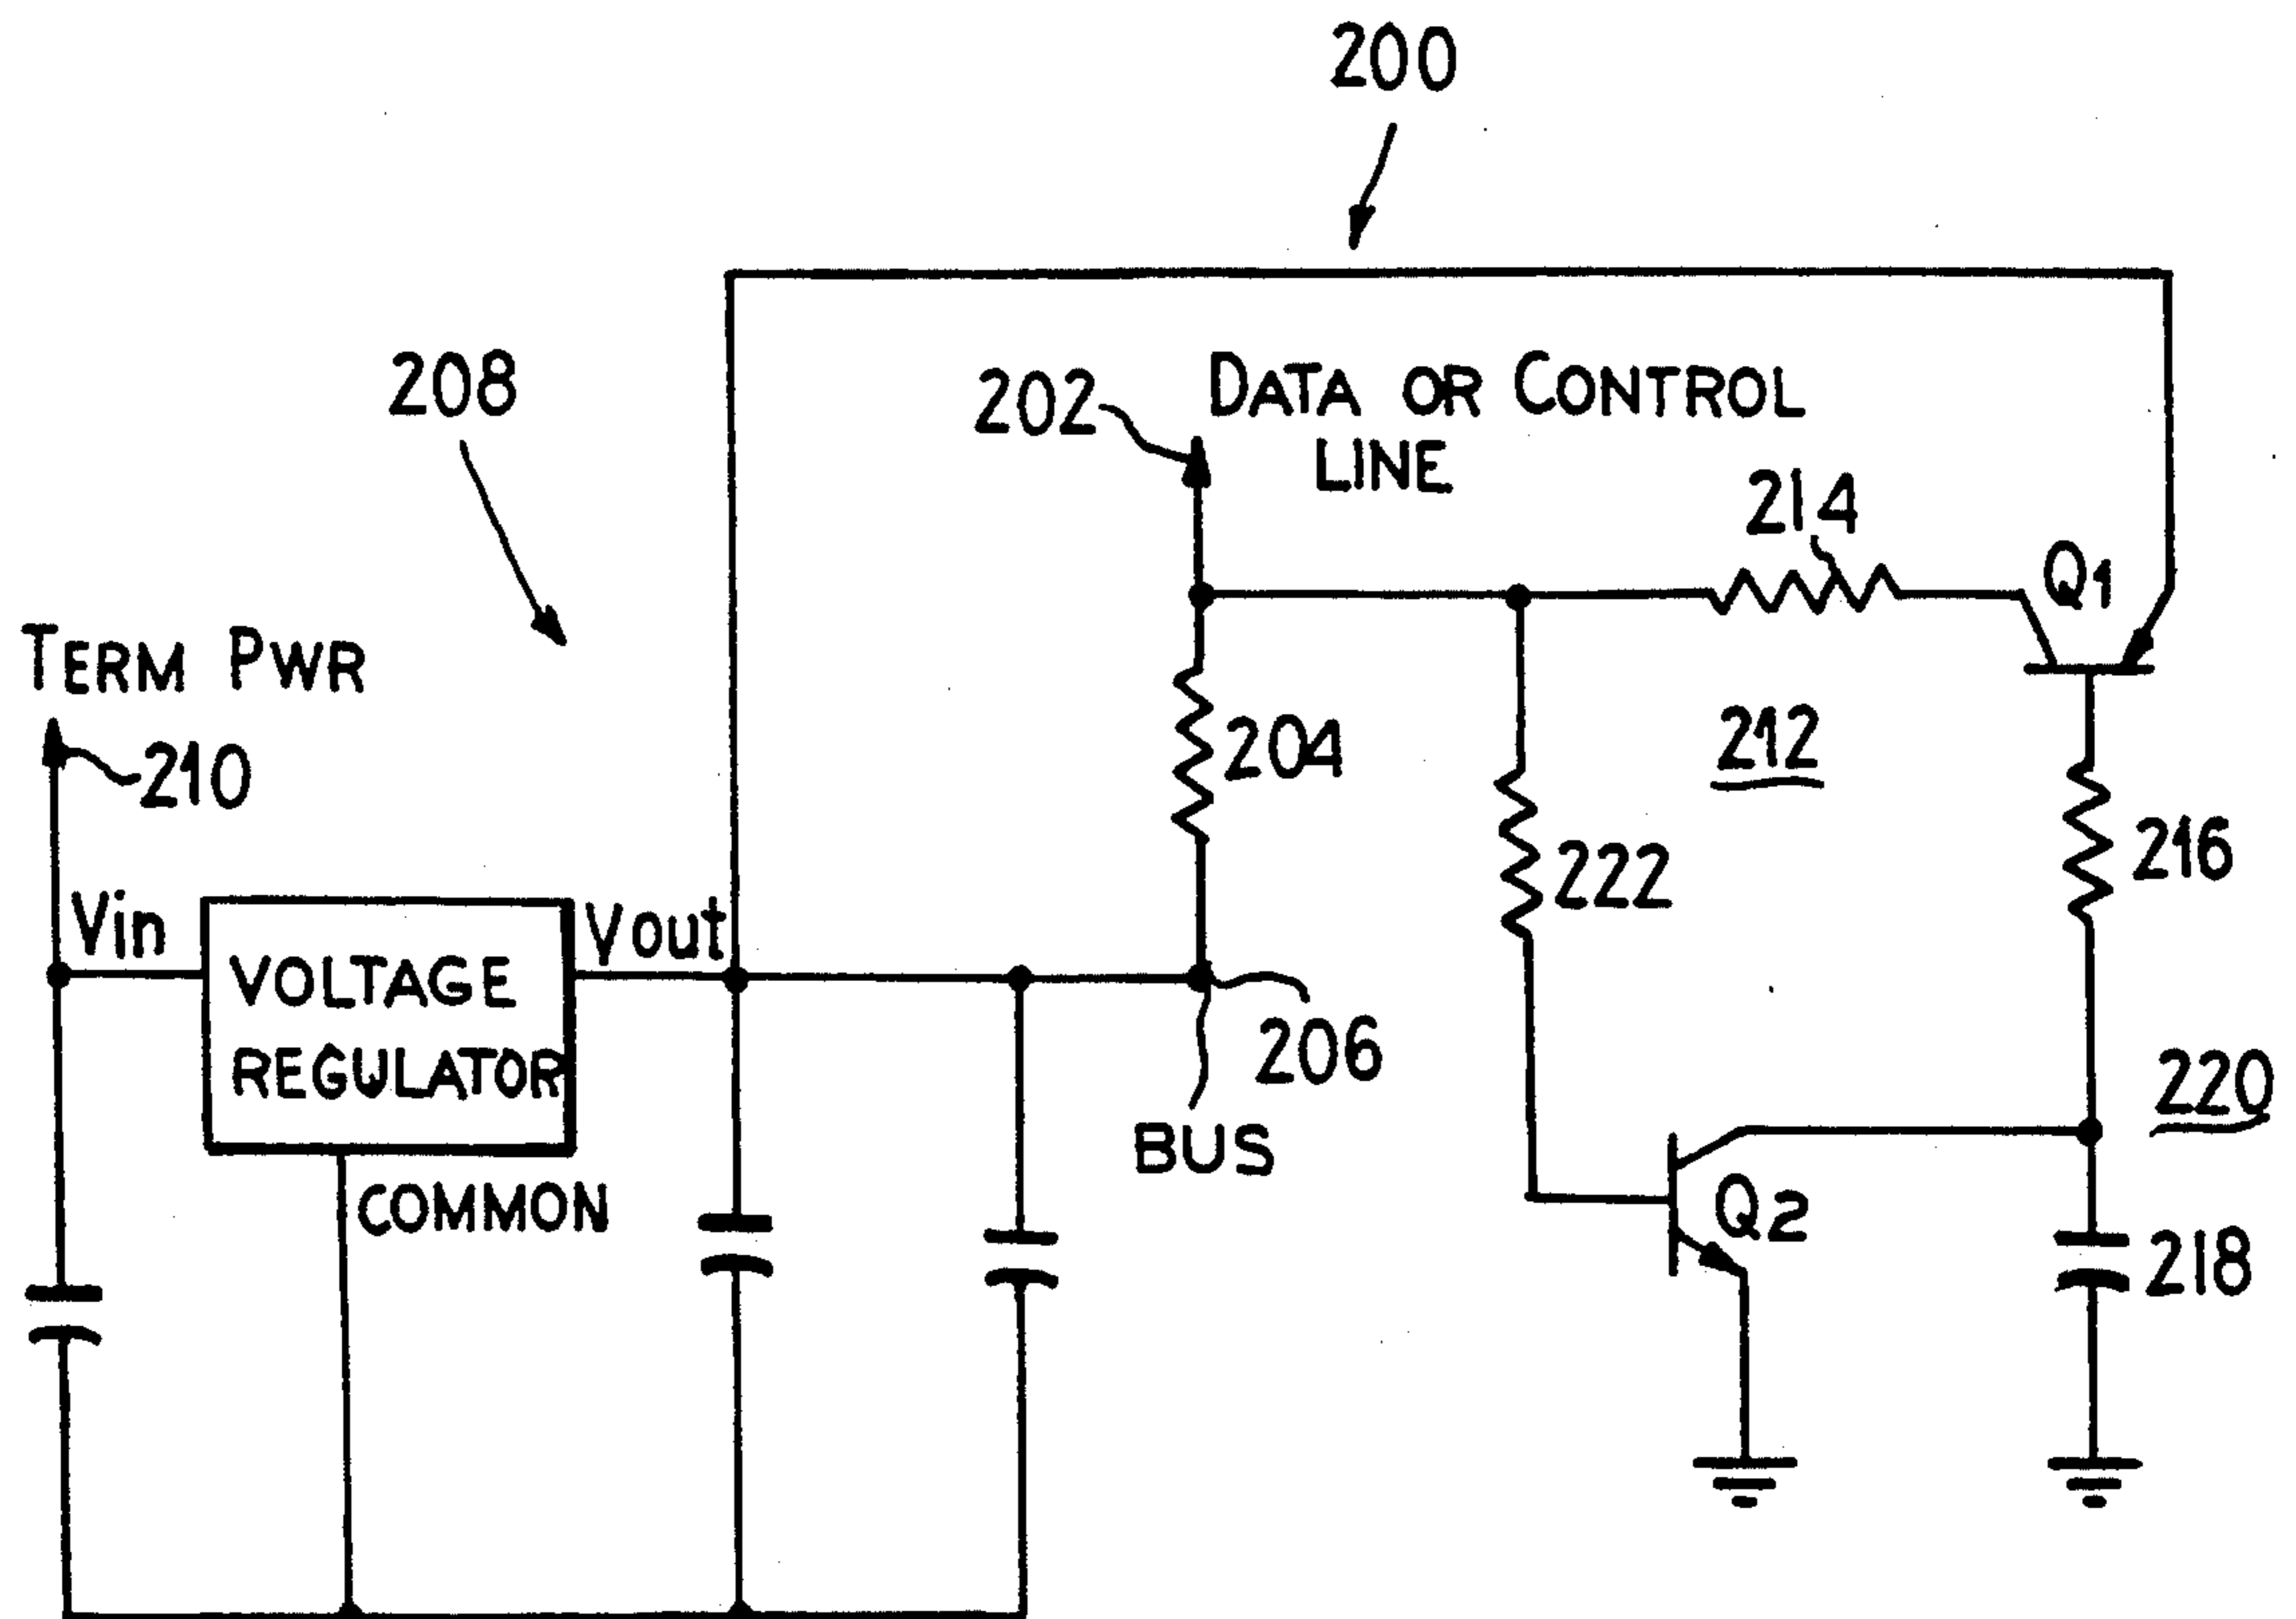 200
208
202
DATA OR CONTROL
LINE
214
Q1
TERM PWR
210
204
212
222
216
Vin
VOLTAGE
REGULATOR
Vout
206
BUS
220
COMMON
Q2
218